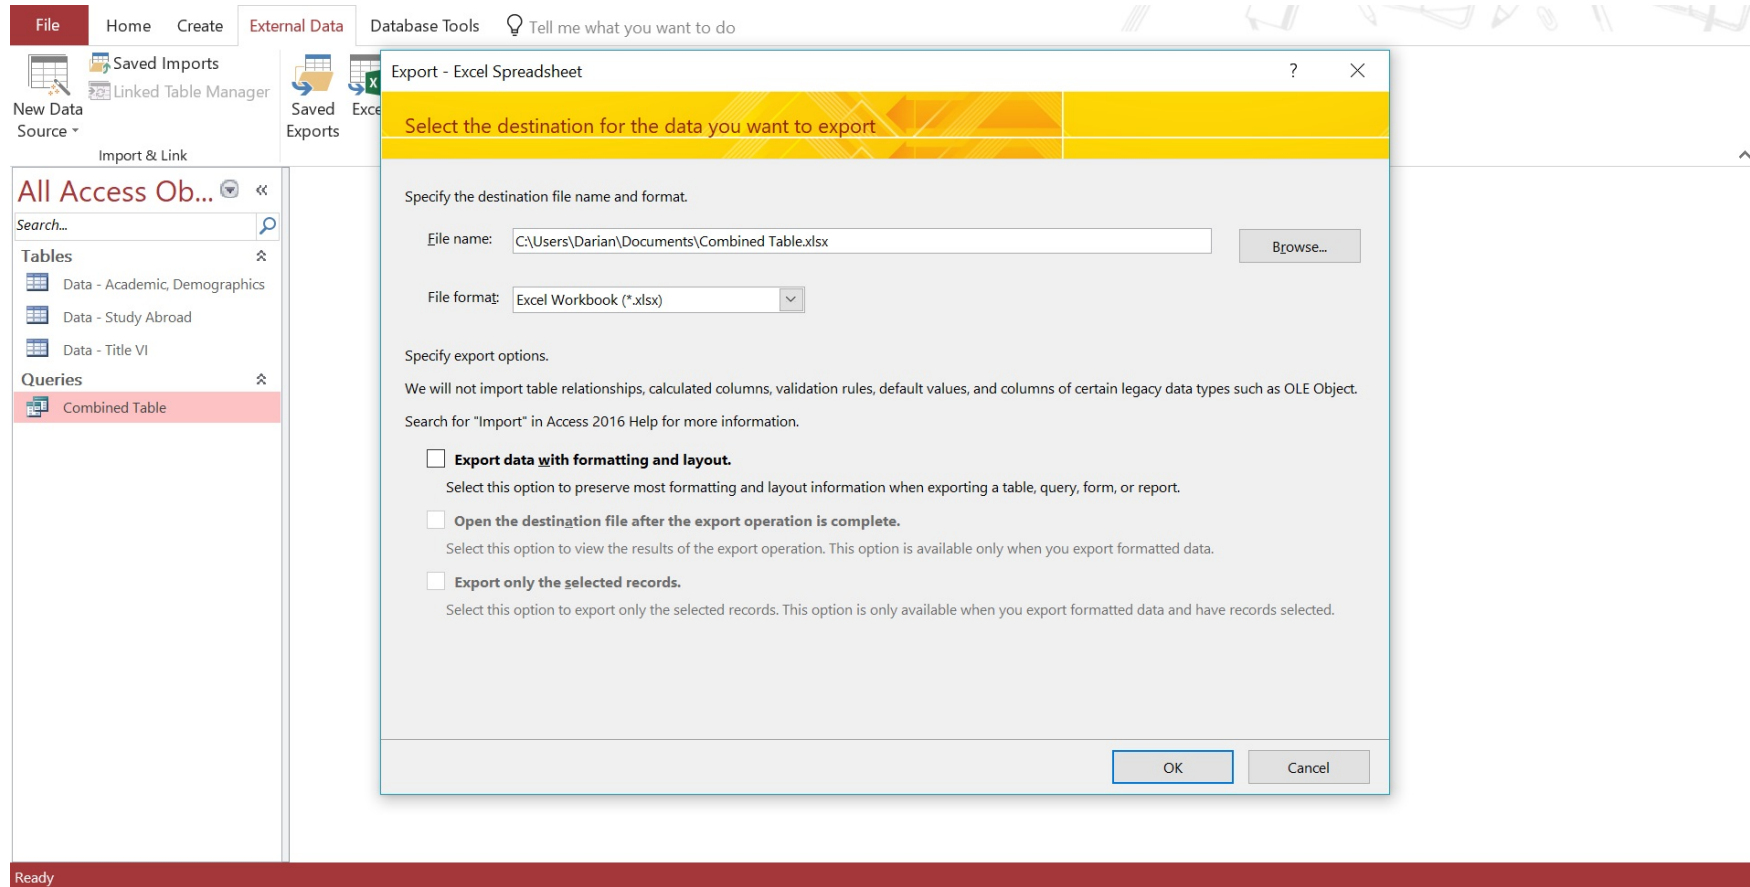 File Home Create External Data Database Tools Tell me what you want to do
Saved Imports
Linked Table Manager
New Data
Source
Import & Link
Saved
Exports
Exce
All Access Ob... «
Search...
Tables
Data - Academic, Demographics
Data - Study Abroad
Data - Title VI
Queries
Combined Table
Export - Excel Spreadsheet
Select the destination for the data you want to export
Specify the destination file name and format.
File name: C:\Users\Darian\Documents\Combined Table.xlsx Browse...
File format: Excel Workbook (*.xlsx)
Specify export options.
We will not import table relationships, calculated columns, validation rules, default values, and columns of certain legacy data types such as OLE Object.
Search for "Import" in Access 2016 Help for more information.
Export data with formatting and layout.
Select this option to preserve most formatting and layout information when exporting a table, query, form, or report.
Open the destination file after the export operation is complete.
Select this option to view the results of the export operation. This option is available only when you export formatted data.
Export only the selected records.
Select this option to export only the selected records. This option is only available when you export formatted data and have records selected.
OK Cancel
Ready